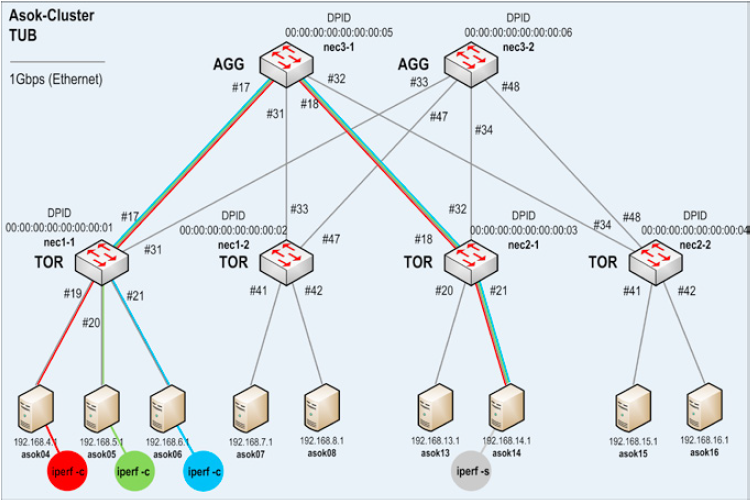 Asok-Cluster
TUB
1Gbps (Ethernet)
DPID
00:00:00:00:00:00:00:05
nec3-1
AGG
DPID
00:00:00:00:00:00:00:06
nec3-2
AGG
#17
#31
#18
#32
#33
#47
#34
#48
DPID
00:00:00:00:00:00:00:01
nec1-1
TOR
#17
#31
DPID
00:00:00:00:00:00:00:02
nec1-2
TOR
#33
#47
DPID
00:00:00:00:00:00:00:03
nec2-1
TOR
#18
#32
DPID
00:00:00:00:00:00:00:04
nec2-2
TOR
#34
#48
#19
#20
#21
#41
#42
#20
#21
#41
#42
192.168.4.1
asok04
192.168.5.1
asok05
192.168.6.1
asok06
192.168.7.1
asok07
192.168.8.1
asok08
192.168.13.1
asok13
192.168.14.1
asok14
192.168.15.1
asok15
192.168.16.1
asok16
iperf -c
iperf -c
iperf -c
iperf -s